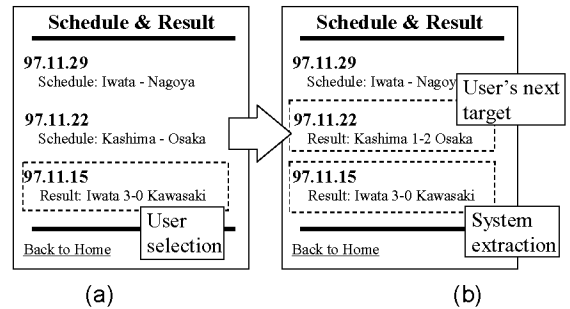 Schedule & Result
97.11.29
Schedule: Iwata - Nagoya
97.11.22
Schedule: Kashima - Osaka
97.11.15
Result: Iwata 3-0 Kawasaki
User
selection
Back to Home
(a)
Schedule & Result
97.11.29
Schedule: Iwata - Nagoy
User's next
target
97.11.22
Result: Kashima 1-2 Osaka
97.11.15
Result: Iwata 3-0 Kawasaki
System
extraction
Back to Home
(b)